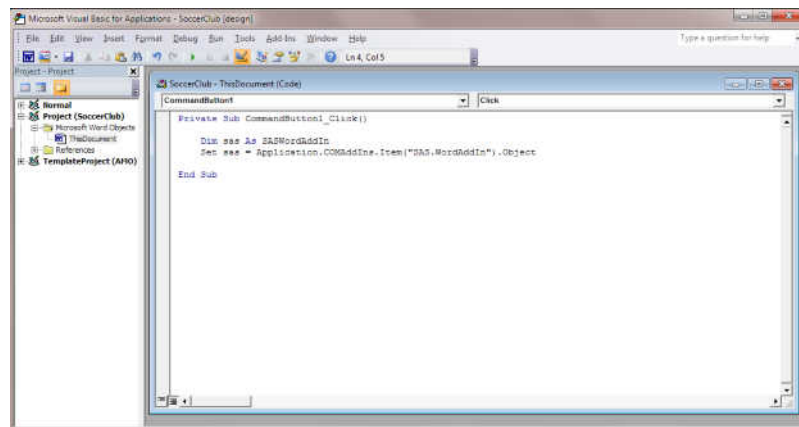 Microsoft Visual Basic for Applications - SoccerClub [design]
File Edit View Insert Format Debug Run Tools Add-Ins Window Help
Type a question for help
Ln 4, Col 5
Project - Project
SoccerClub - ThisDocument (Code)
CommandButton1
Click
Normal
Project (SoccerClub)
Microsoft Word Objects
ThisDocument
References
TemplateProject (AMO)
Private Sub CommandButton1_Click()
Dim sas As SASWordAddIn
Set sas = Application.COMAddIns.Item("SAS.WordAddIn").Object
End Sub